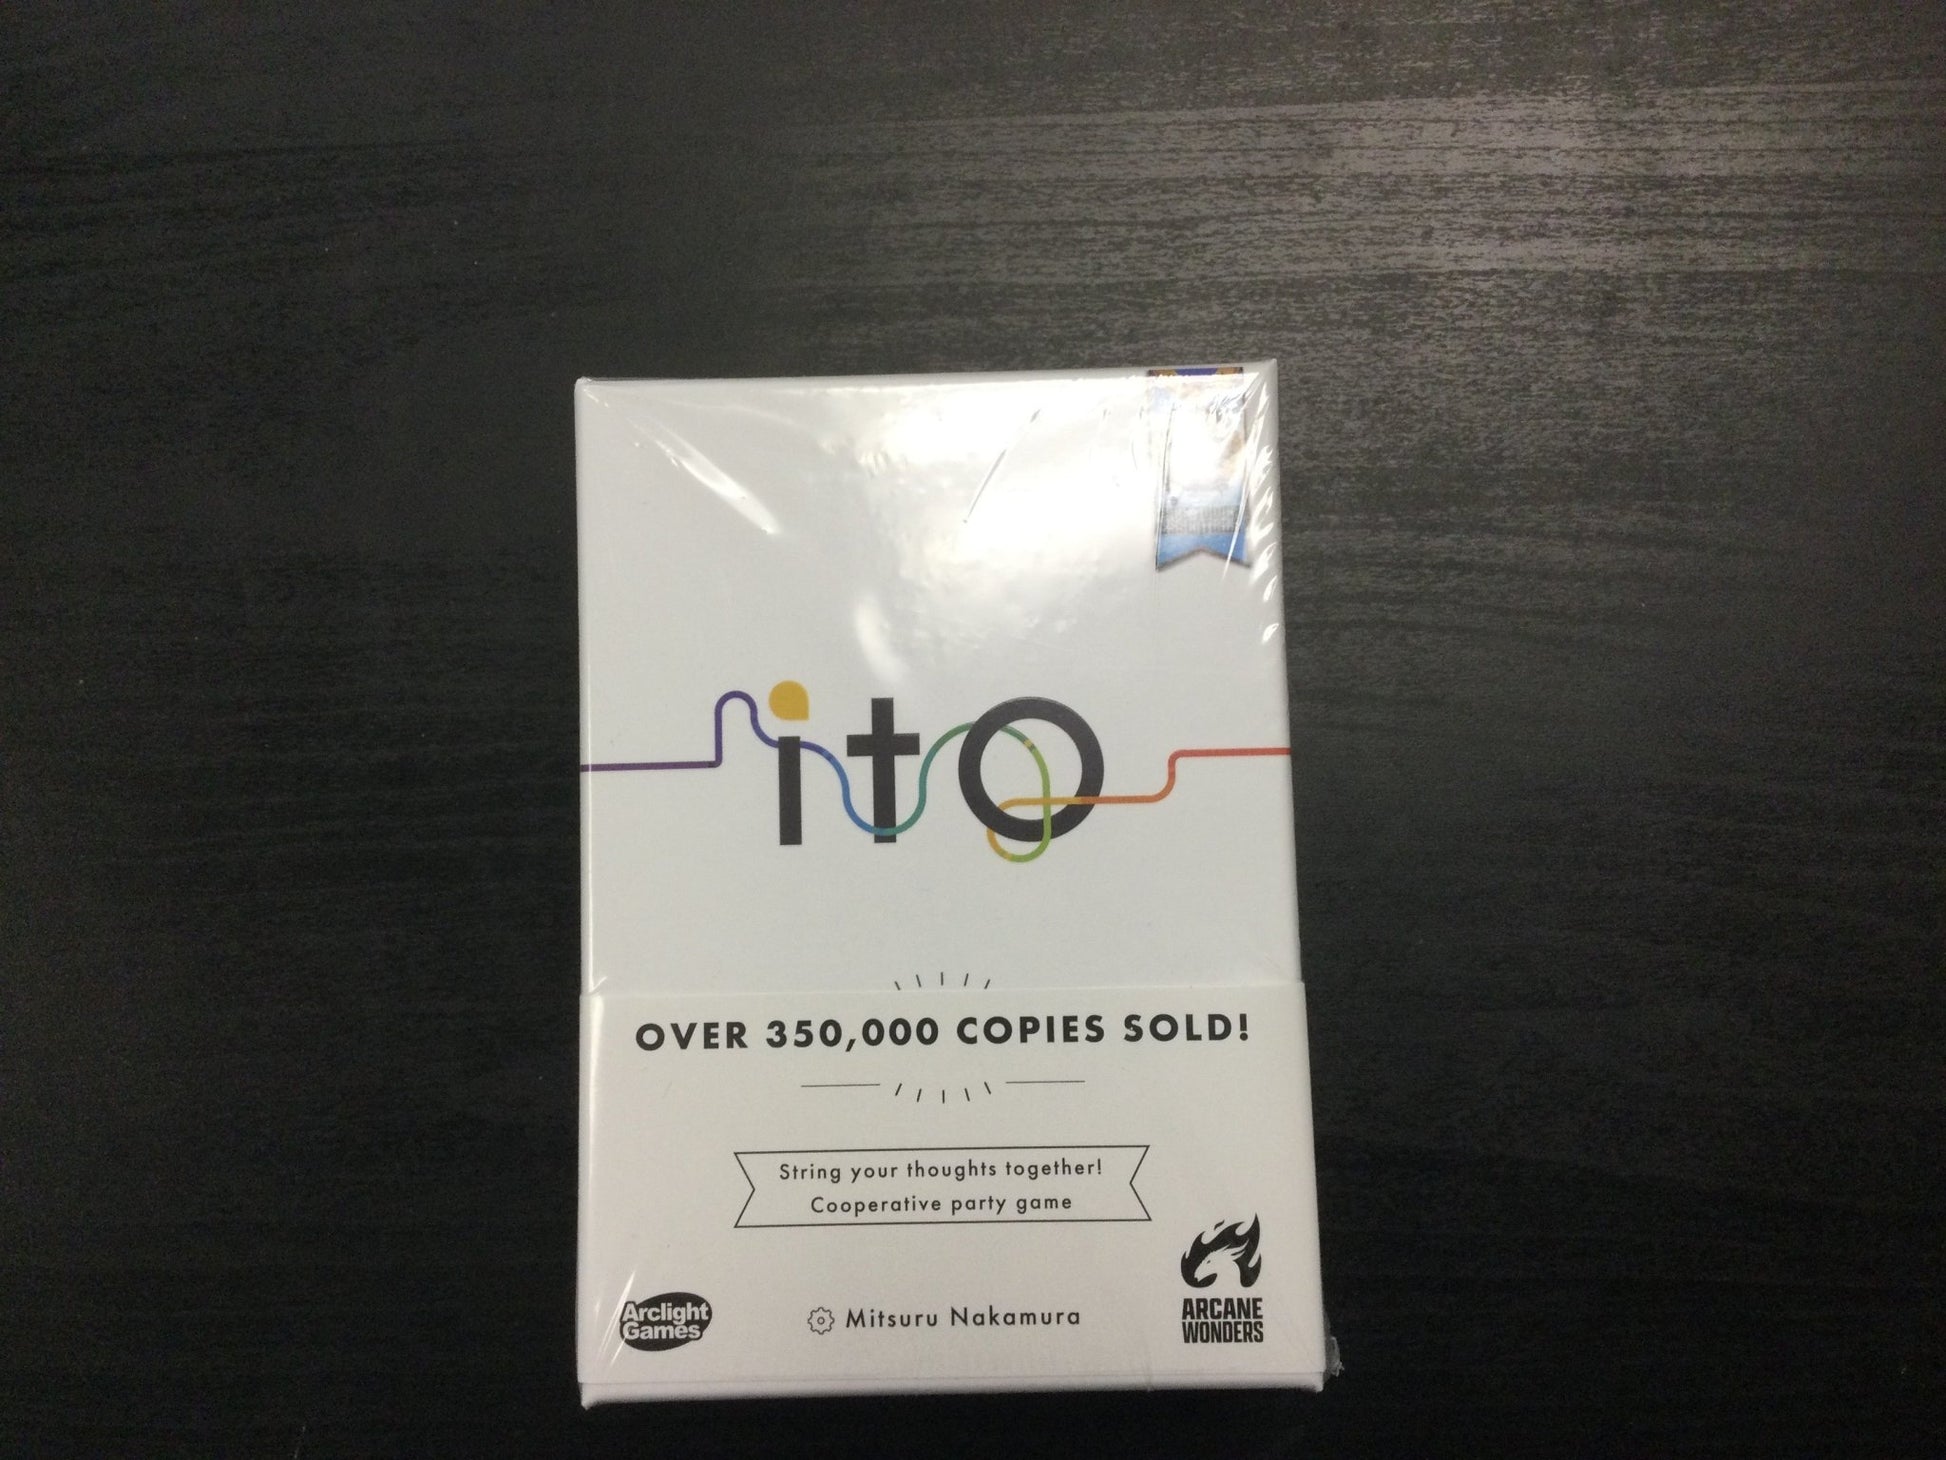 ito
OVER 350,000 COPIES SOLD!
String your thoughts together!
Cooperative party game
Arclight
Games
Mitsuru Nakamura
ARCANE
WONDERS